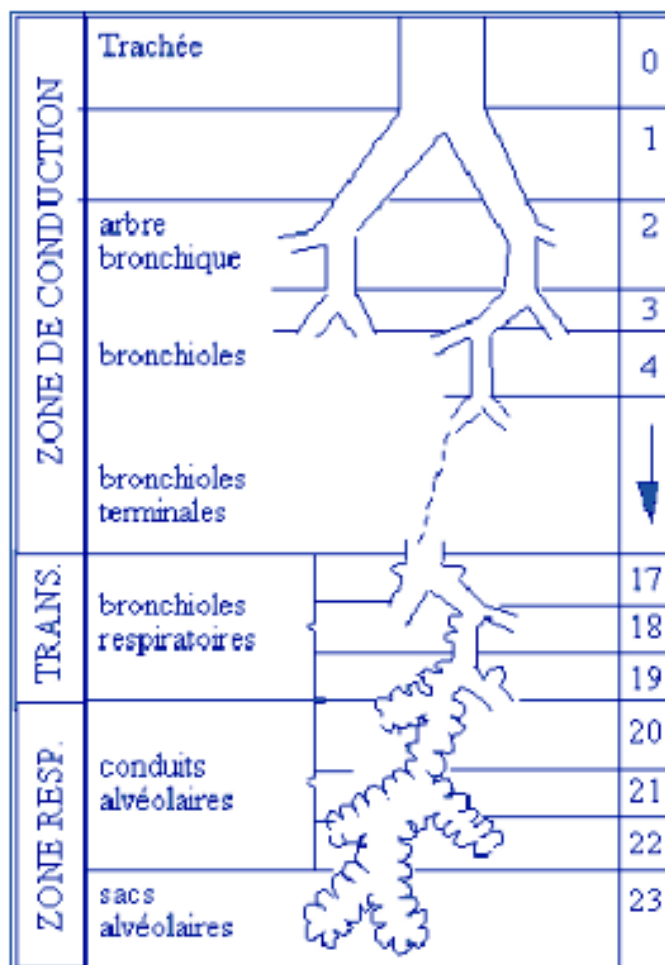 ZONE DE CONDUCTION
Trachée
0
1
arbre
bronchique
2
3
bronchioles
4
bronchioles
terminales
TRANS.
bronchioles
respiratoires
17
18
19
ZONE RESP.
conduits
alvéolaires
20
21
22
sacs
alvéolaires
23